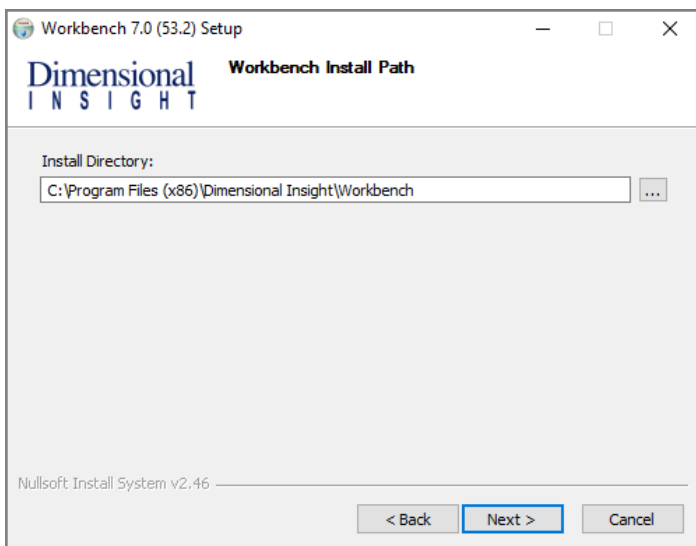 Workbench 7.0 (53.2) Setup
Dimensional
INSIGHT
Workbench Install Path
Install Directory:
C:\Program Files (x86)\Dimensional Insight\Workbench
...
Nullsoft Install System v2.46
< Back
Next >
Cancel